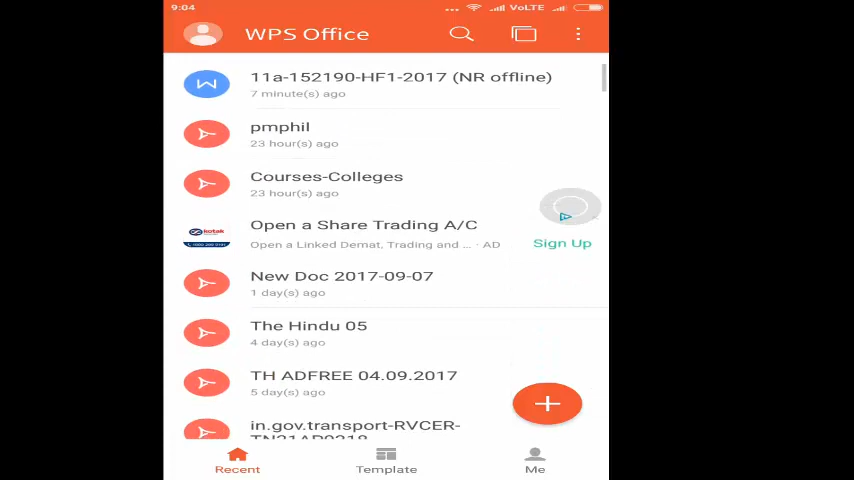 9:04
... VoLTE
WPS Office
11a-152190-HF1-2017 (NR offline)
7 minute(s) ago
pmphil
23 hour(s) ago
Courses-Colleges
23 hour(s) ago
kotak
Open a Share Trading A/C
Open a Linked Demat, Trading and ... · AD
Sign Up
New Doc 2017-09-07
1 day(s) ago
The Hindu 05
4 day(s) ago
TH ADFREE 04.09.2017
5 day(s) ago
in.gov.transport-RVCER-
Recent
Template
Me